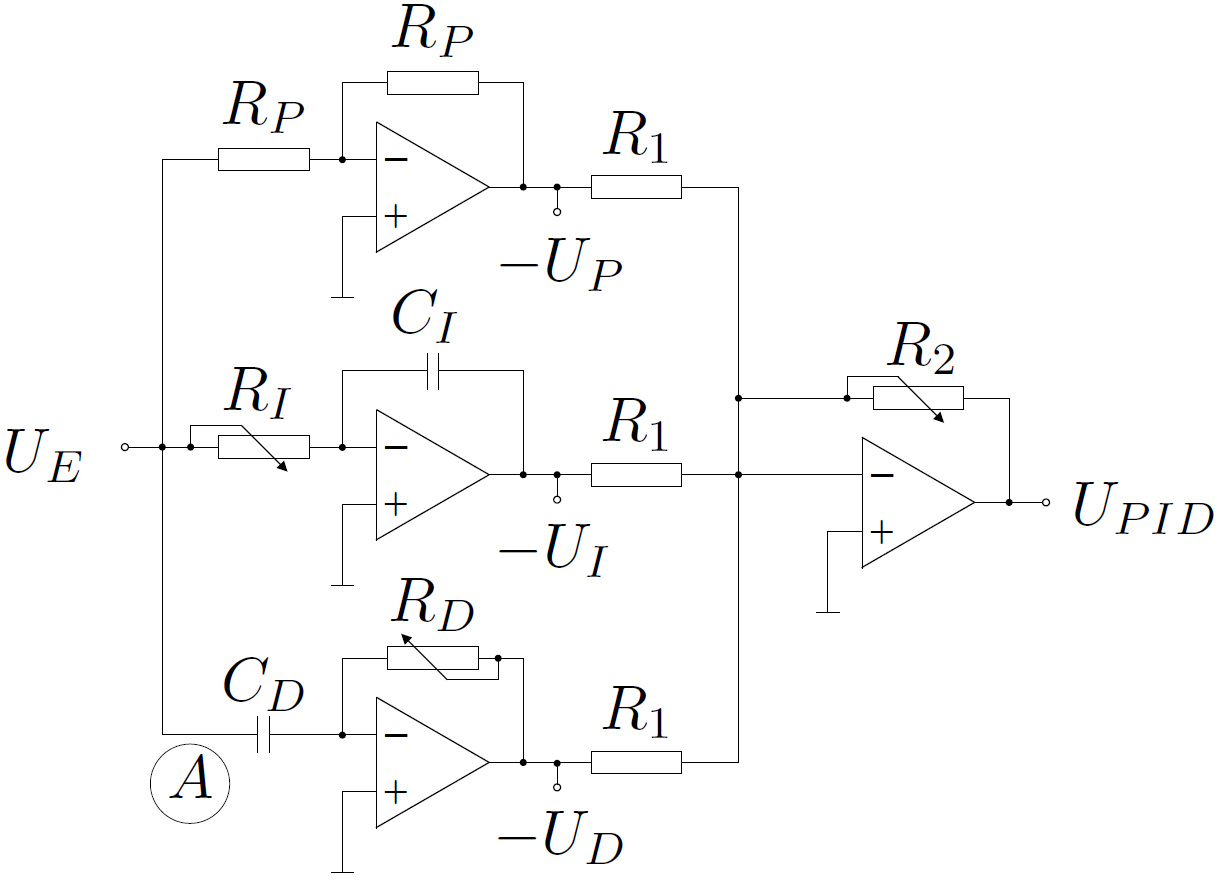 R_P
R_P
− +
R_1
−U_P
C_I
R_I
− +
R_1
−U_I
U_E
R_2
− +
U_{PID}
R_D
C_D
− +
R_1
−U_D
A